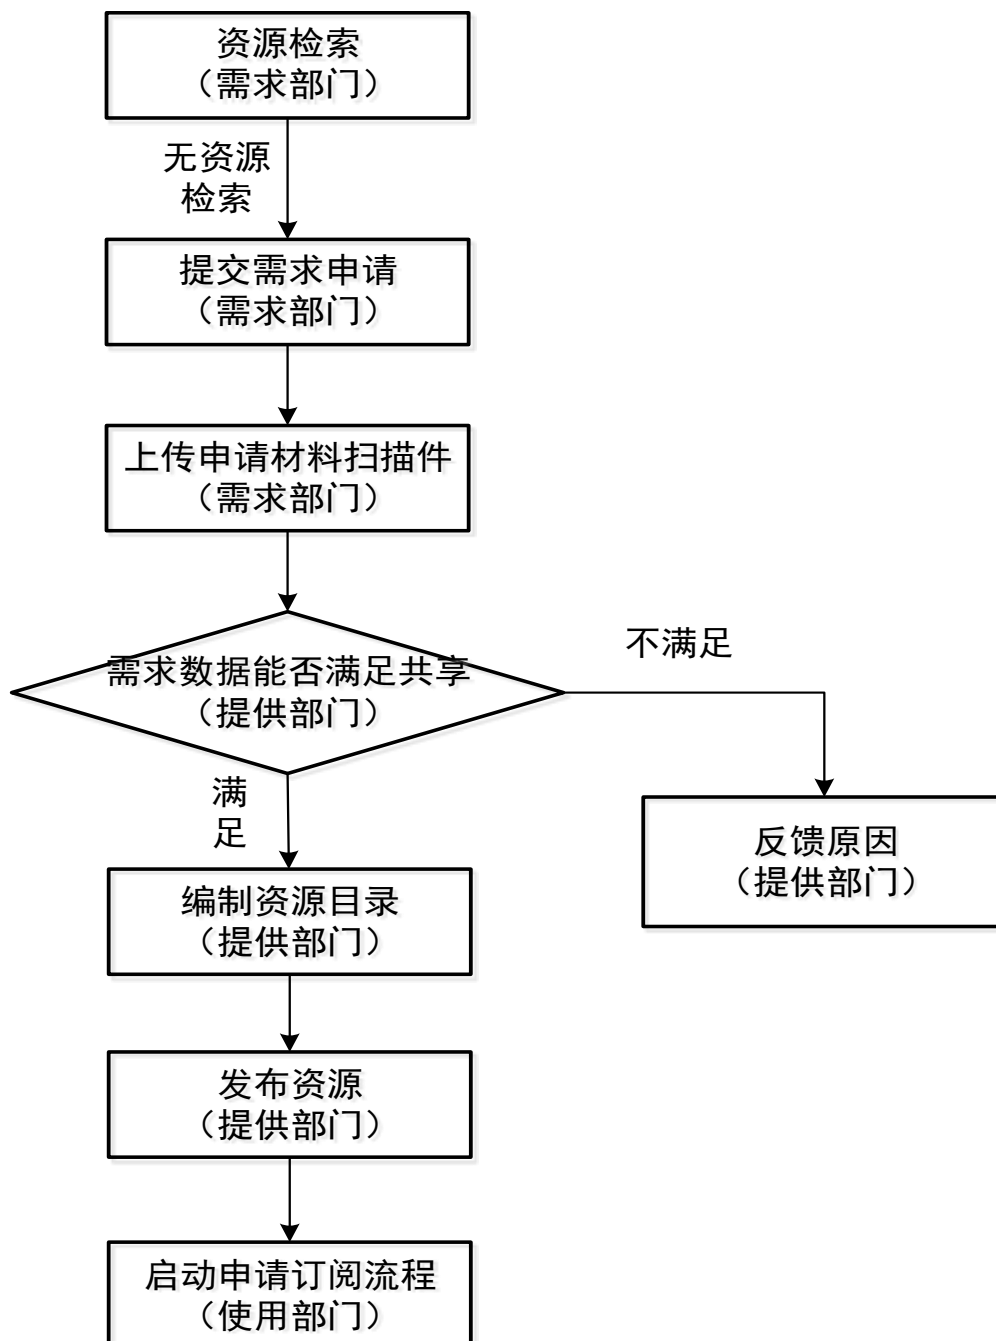 资源检索
（需求部门）
无资源
检索
提交需求申请
（需求部门）
上传申请材料扫描件
（需求部门）
需求数据能否满足共享
（提供部门）
不满足
满
足
反馈原因
（提供部门）
编制资源目录
（提供部门）
发布资源
（提供部门）
启动申请订阅流程
（使用部门）